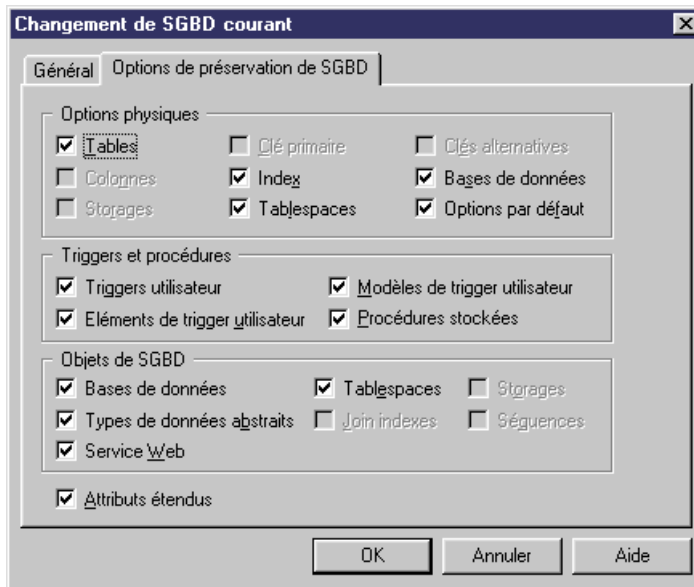 Changement de SGBD courant
Général Options de préservation de SGBD
Options physiques
Tables Clé primaire Clés alternatives
Colonnes Index Bases de données
Storages Tablespaces Options par défaut
Triggers et procédures
Triggers utilisateur Modèles de trigger utilisateur
Eléments de trigger utilisateur Procédures stockées
Objets de SGBD
Bases de données Tablespaces Storages
Types de données abstraits Join indexes Séquences
Service Web
Attributs étendus
OK Annuler Aide